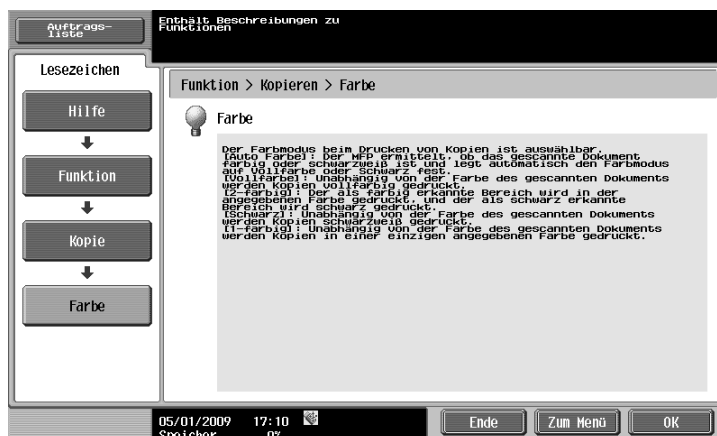 Auftrags-
liste
Enthält Beschreibungen zu
Funktionen
Lesezeichen
Hilfe
Funktion
Kopie
Farbe
Funktion > Kopieren > Farbe
Farbe
Der Farbmodus beim Drucken von Kopien ist auswählbar.
[Auto Farbe]: Der MFP ermittelt, ob das gescannte Dokument
farbig oder schwarzweiß ist und legt automatisch den Farbmodus
auf Vollfarbe oder Schwarz fest.
[Vollfarbe]: Unabhängig von der Farbe des gescannten Dokuments
werden Kopien vollfarbig gedruckt.
[2-farbig]: Der als farbig erkannte Bereich wird in der
angegebenen Farbe gedruckt, und der als schwarz erkannte
Bereich wird schwarz gedruckt.
[Schwarz]: Unabhängig von der Farbe des gescannten Dokuments
werden Kopien schwarzweiß gedruckt.
[1-farbig]: Unabhängig von der Farbe des gescannten Dokuments
werden Kopien in einer einzigen angegebenen Farbe gedruckt.
05/01/2009 17:10
Speicher 0%
Ende
Zum Menü
OK